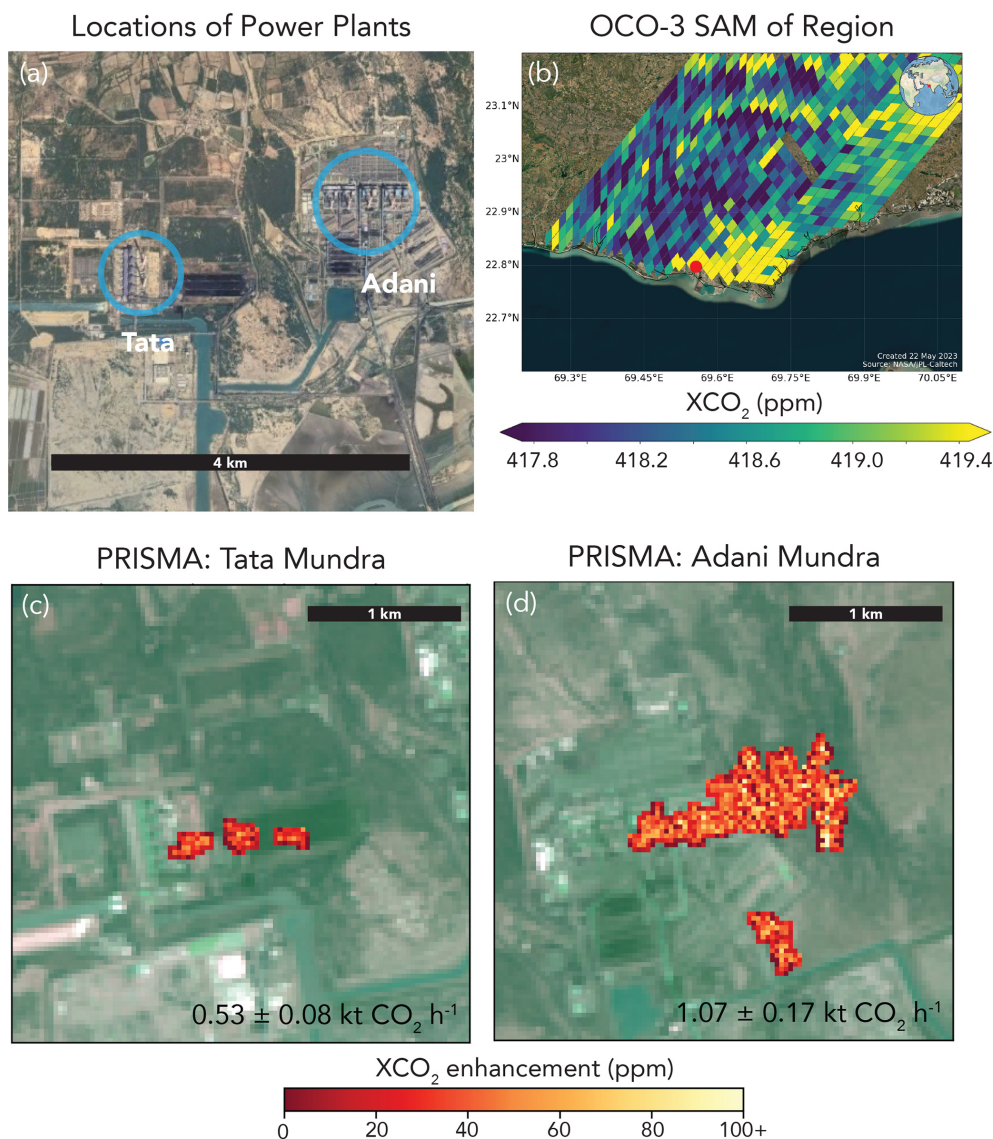 Locations of Power Plants
(a)
Adani
Tata
4 km
OCO-3 SAM of Region
(b)
23.1°N
23°N
22.9°N
22.8°N
22.7°N
Created 22 May 2023
Source: NASA/JPL-Caltech
69.3°E 69.45°E 69.6°E 69.75°E 69.9°E 70.05°E
XCO₂ (ppm)
417.8 418.2 418.6 419.0 419.4
PRISMA: Tata Mundra
(c)
1 km
0.53 ± 0.08 kt CO₂ h⁻¹
PRISMA: Adani Mundra
(d)
1 km
1.07 ± 0.17 kt CO₂ h⁻¹
XCO₂ enhancement (ppm)
0 20 40 60 80 100+